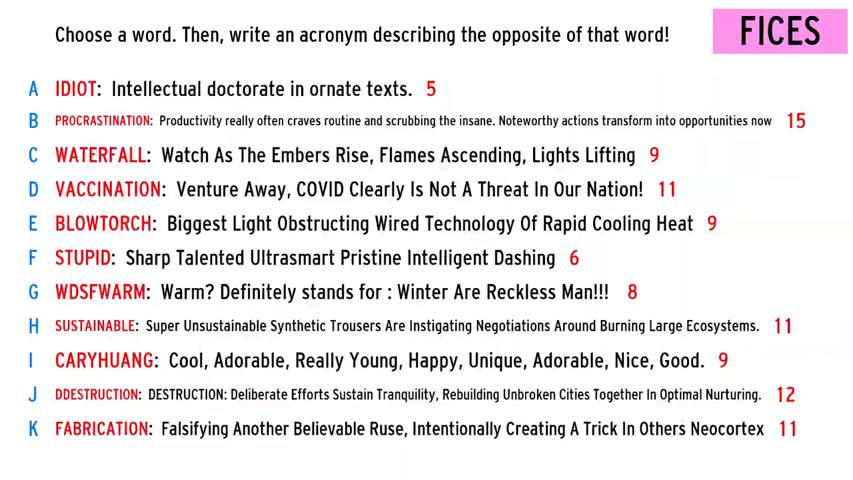 Choose a word. Then, write an acronym describing the opposite of that word!
FICES
A IDIOT: Intellectual doctorate in ornate texts. 5
B PROCRASTINATION: Productivity really often craves routine and scrubbing the insane. Noteworthy actions transform into opportunities now 15
C WATERFALL: Watch As The Embers Rise, Flames Ascending, Lights Lifting 9
D VACCINATION: Venture Away, COVID Clearly Is Not A Threat In Our Nation! 11
E BLOWTORCH: Biggest Light Obstructing Wired Technology Of Rapid Cooling Heat 9
F STUPID: Sharp Talented Ultrasmart Pristine Intelligent Dashing 6
G WDSFWARM: Warm? Definitely stands for : Winter Are Reckless Man!!! 8
H SUSTAINABLE: Super Unsustainable Synthetic Trousers Are Instigating Negotiations Around Burning Large Ecosystems. 11
I CARYHUANG: Cool, Adorable, Really Young, Happy, Unique, Adorable, Nice, Good. 9
J DDESTRUCTION: DESTRUCTION: Deliberate Efforts Sustain Tranquility, Rebuilding Unbroken Cities Together In Optimal Nurturing. 12
K FABRICATION: Falsifying Another Believable Ruse, Intentionally Creating A Trick In Others Neocortex 11